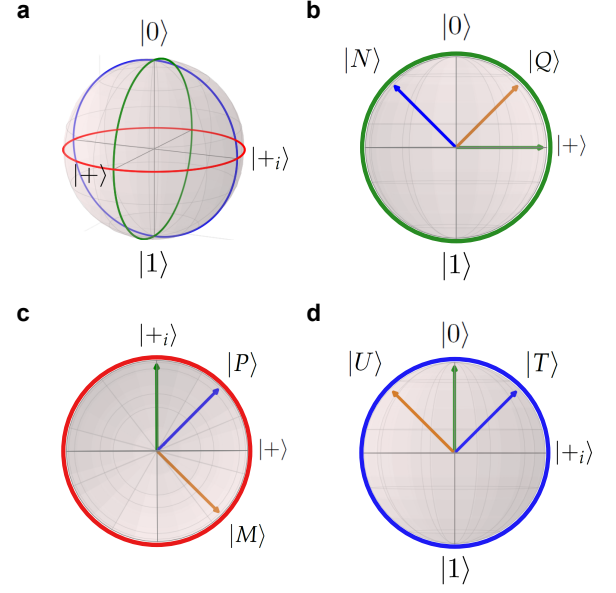 a
|0⟩
|+⟩
|+ᵢ⟩
|1⟩
b
|0⟩
|N⟩
|Q⟩
|+⟩
|1⟩
c
|+ᵢ⟩
|P⟩
|+⟩
|M⟩
d
|0⟩
|U⟩
|T⟩
|+ᵢ⟩
|1⟩